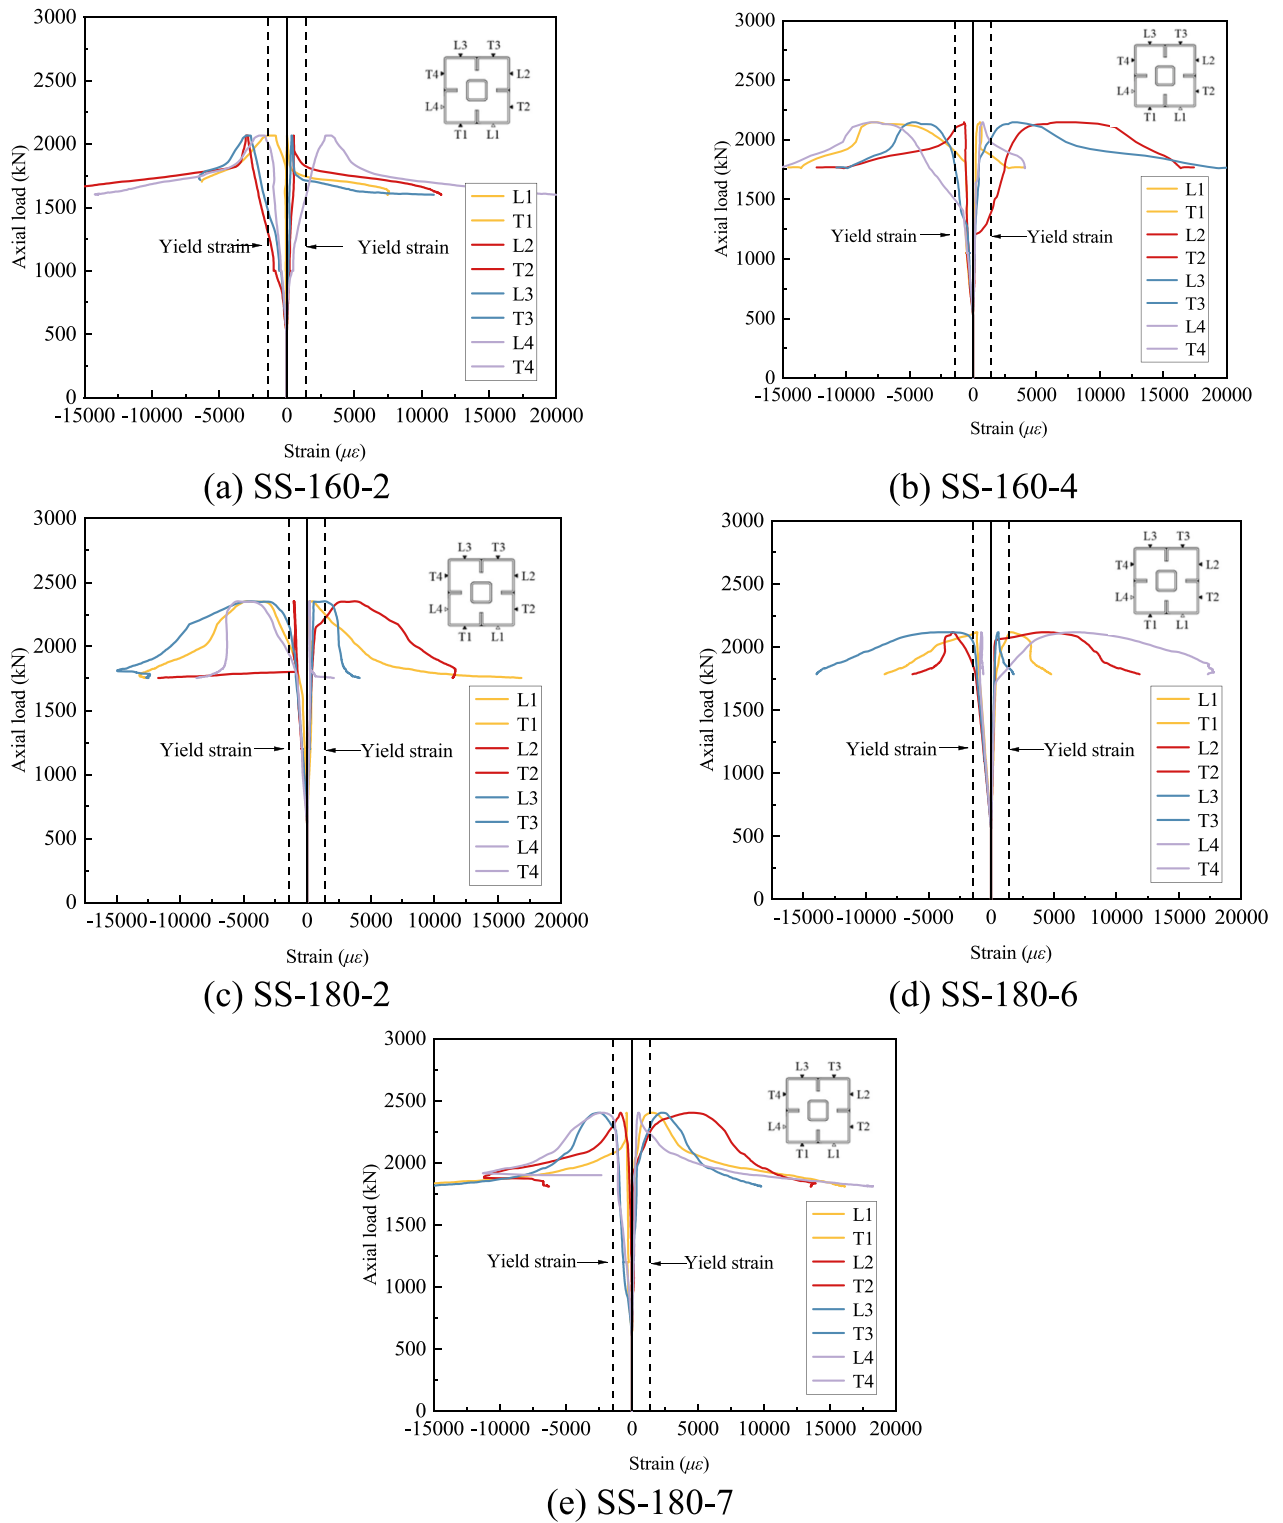 3000
2500
2000
1500
1000
500
0
Axial load (kN)
L3 T3
T4 L2
L4 T2
T1 L1
Yield strain
Yield strain
L1
T1
L2
T2
L3
T3
L4
T4
-15000 -10000 -5000 0 5000 10000 15000 20000
Strain (με)
(a) SS-160-2
3000
2500
2000
1500
1000
500
0
Axial load (kN)
L3 T3
T4 L2
L4 T2
T1 L1
Yield strain
Yield strain
L1
T1
L2
T2
L3
T3
L4
T4
-15000 -10000 -5000 0 5000 10000 15000 20000
Strain (με)
(b) SS-160-4
3000
2500
2000
1500
1000
500
0
Axial load (kN)
L3 T3
T4 L2
L4 T2
T1 L1
Yield strain
Yield strain
L1
T1
L2
T2
L3
T3
L4
T4
-15000 -10000 -5000 0 5000 10000 15000 20000
Strain (με)
(c) SS-180-2
3000
2500
2000
1500
1000
500
0
Axial load (kN)
L3 T3
T4 L2
L4 T2
T1 L1
Yield strain
Yield strain
L1
T1
L2
T2
L3
T3
L4
T4
-15000 -10000 -5000 0 5000 10000 15000 20000
Strain (με)
(d) SS-180-6
3000
2500
2000
1500
1000
500
0
Axial load (kN)
L3 T3
T4 L2
L4 T2
T1 L1
Yield strain
Yield strain
L1
T1
L2
T2
L3
T3
L4
T4
-15000 -10000 -5000 0 5000 10000 15000 20000
Strain (με)
(e) SS-180-7